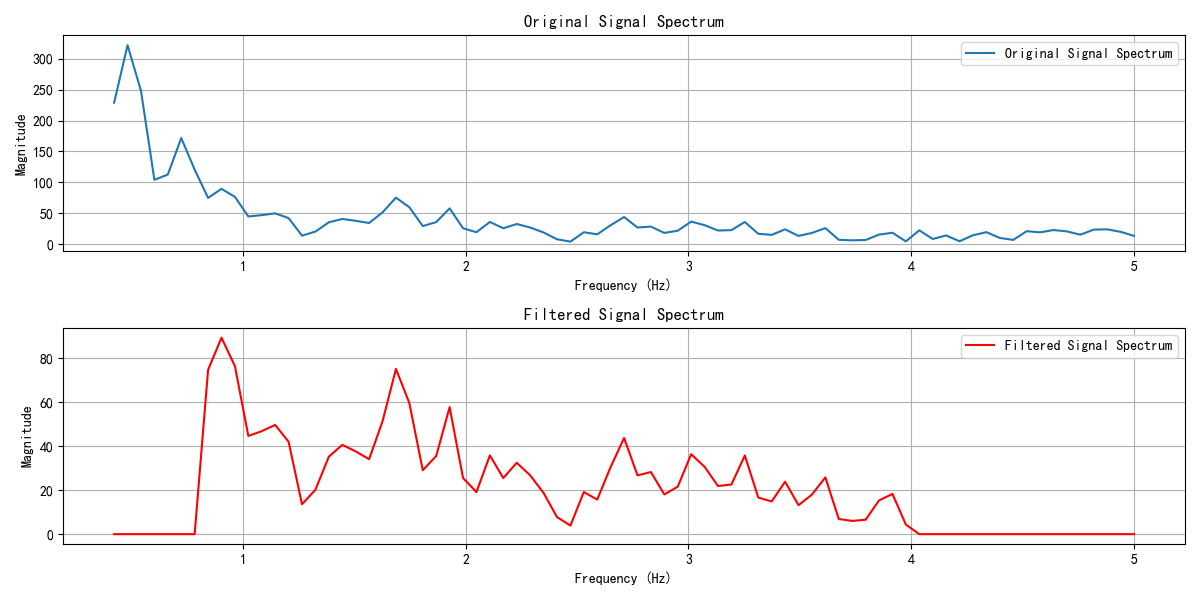 Original Signal Spectrum
Original Signal Spectrum
300
250
200
150
100
50
0
Magnitude
1 2 3 4 5
Frequency (Hz)
Filtered Signal Spectrum
Filtered Signal Spectrum
80
60
40
20
0
Magnitude
1 2 3 4 5
Frequency (Hz)